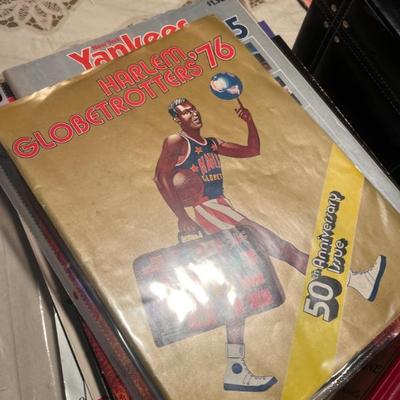 Yankees
HARLEM
GLOBETROTTERS '76
50th Anniversary
Issue